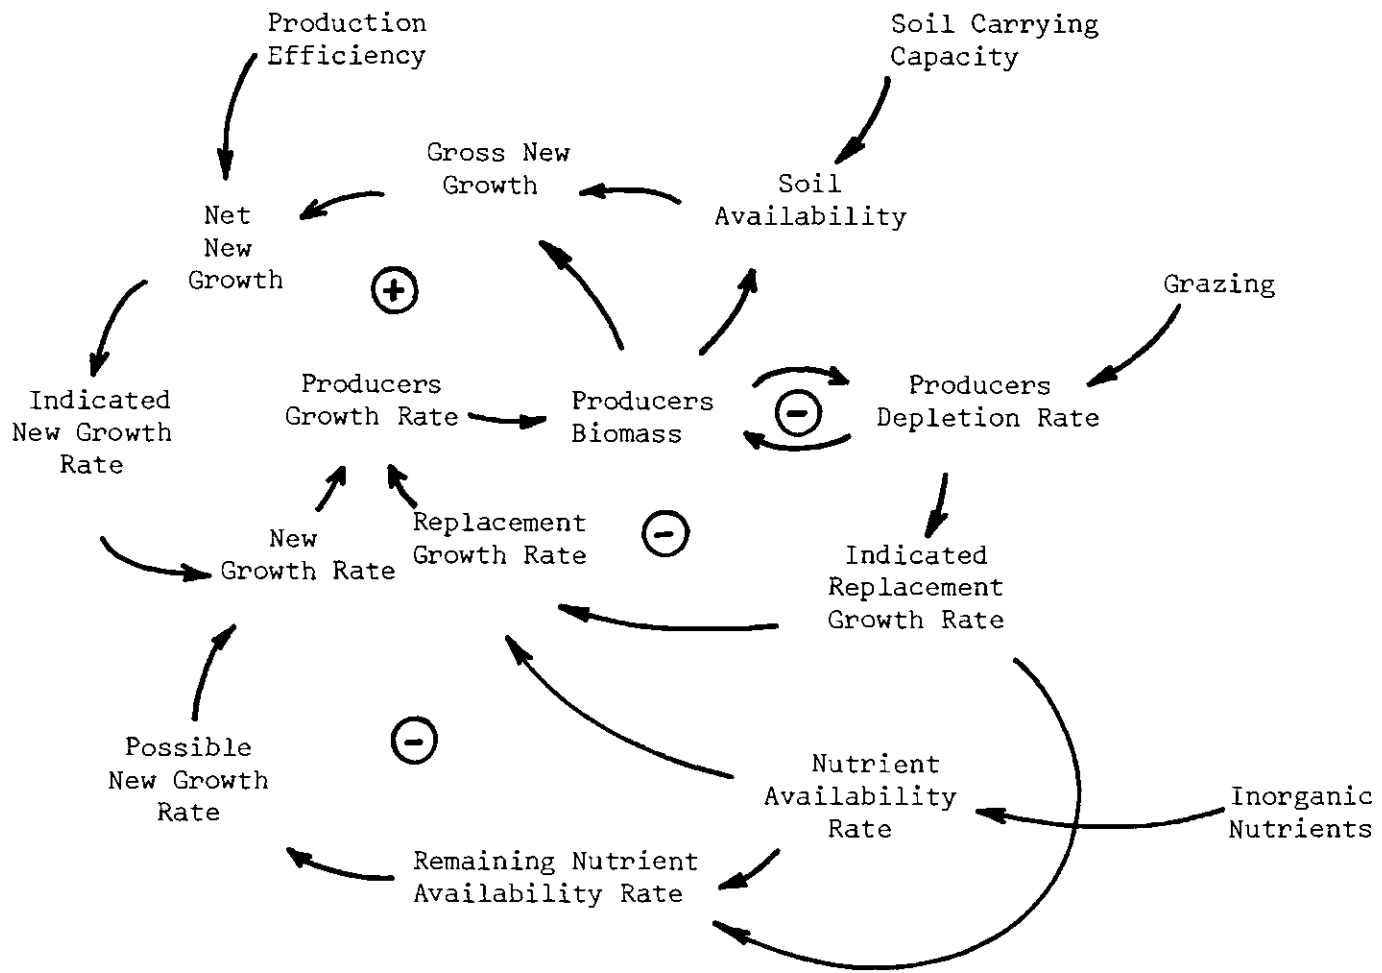 Production
Efficiency
Soil Carrying
Capacity
Gross New
Growth
Soil
Availability
Net
New
Growth
+
Grazing
Indicated
New Growth
Rate
Producers
Growth Rate
Producers
Biomass
-
Producers
Depletion Rate
New
Growth Rate
Replacement
Growth Rate
-
Indicated
Replacement
Growth Rate
Possible
New Growth
Rate
-
Nutrient
Availability
Rate
Inorganic
Nutrients
Remaining Nutrient
Availability Rate